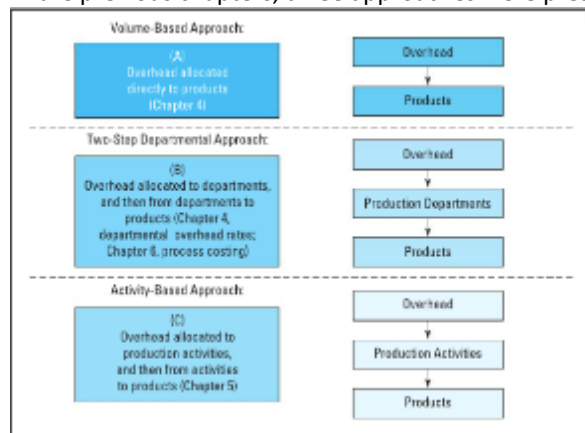 Volume-Based Approach:
(A)
Overhead allocated
directly to products
(Chapter 4)
Overhead
Products
Two-Step Departmental Approach:
(B)
Overhead allocated to departments,
and then from departments to
products (Chapter 4,
departmental overhead rates;
Chapter 6, process costing)
Overhead
Production Departments
Products
Activity-Based Approach:
(C)
Overhead allocated to
production activities,
and then from activities
to products (Chapter 5)
Overhead
Production Activities
Products